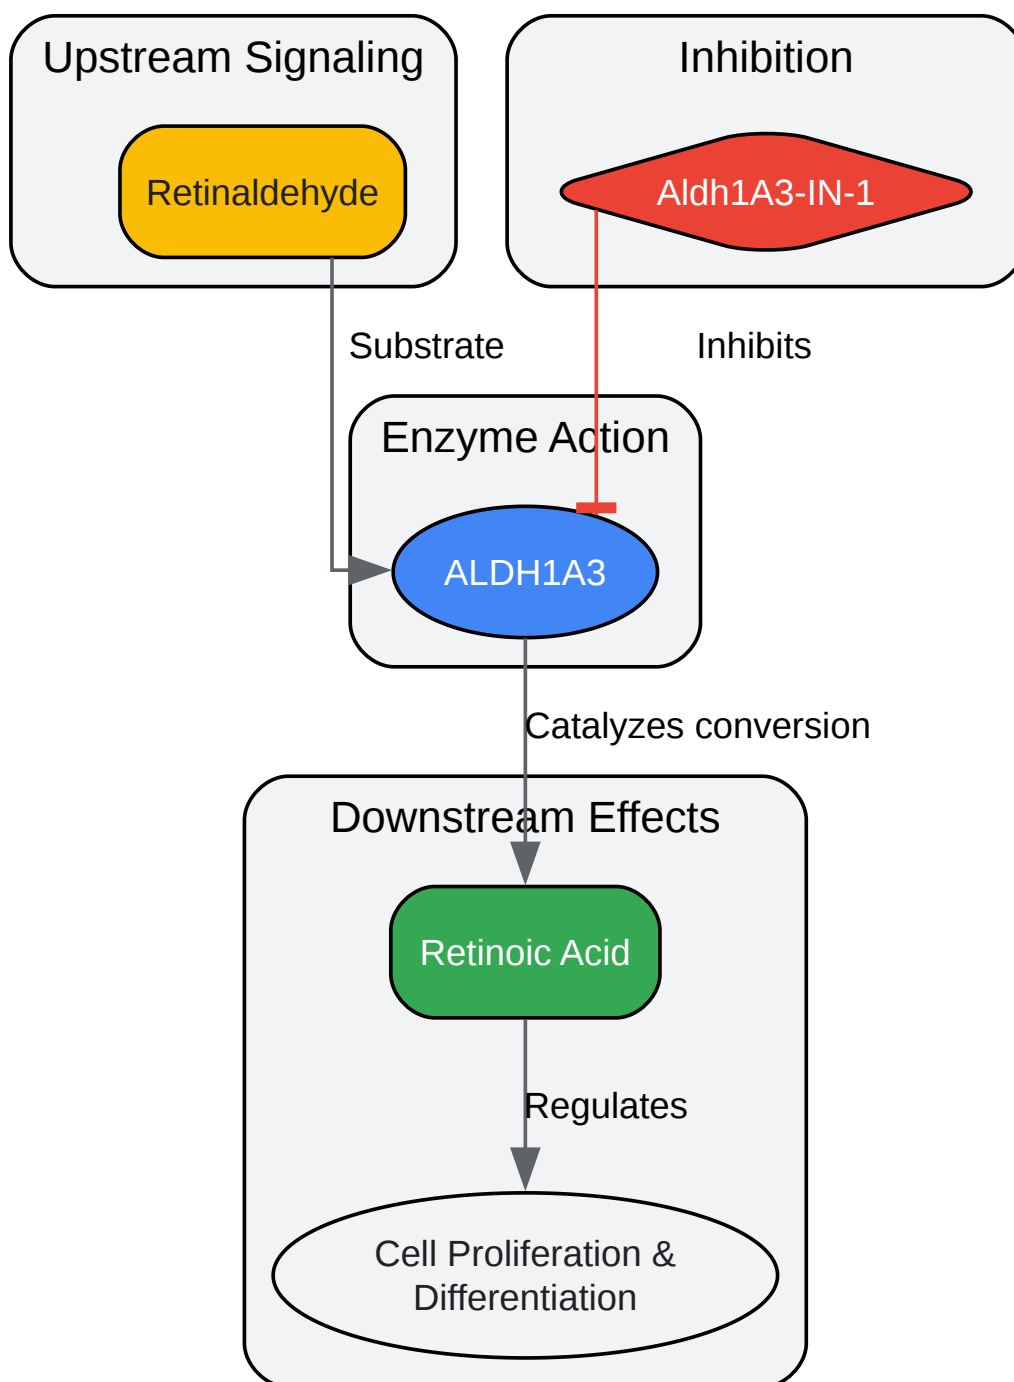 Upstream Signaling
Inhibition
Retinaldehyde
Aldh1A3-IN-1
Substrate
Inhibits
Enzyme Action
ALDH1A3
Catalyzes conversion
Downstream Effects
Retinoic Acid
Regulates
Cell Proliferation &
Differentiation